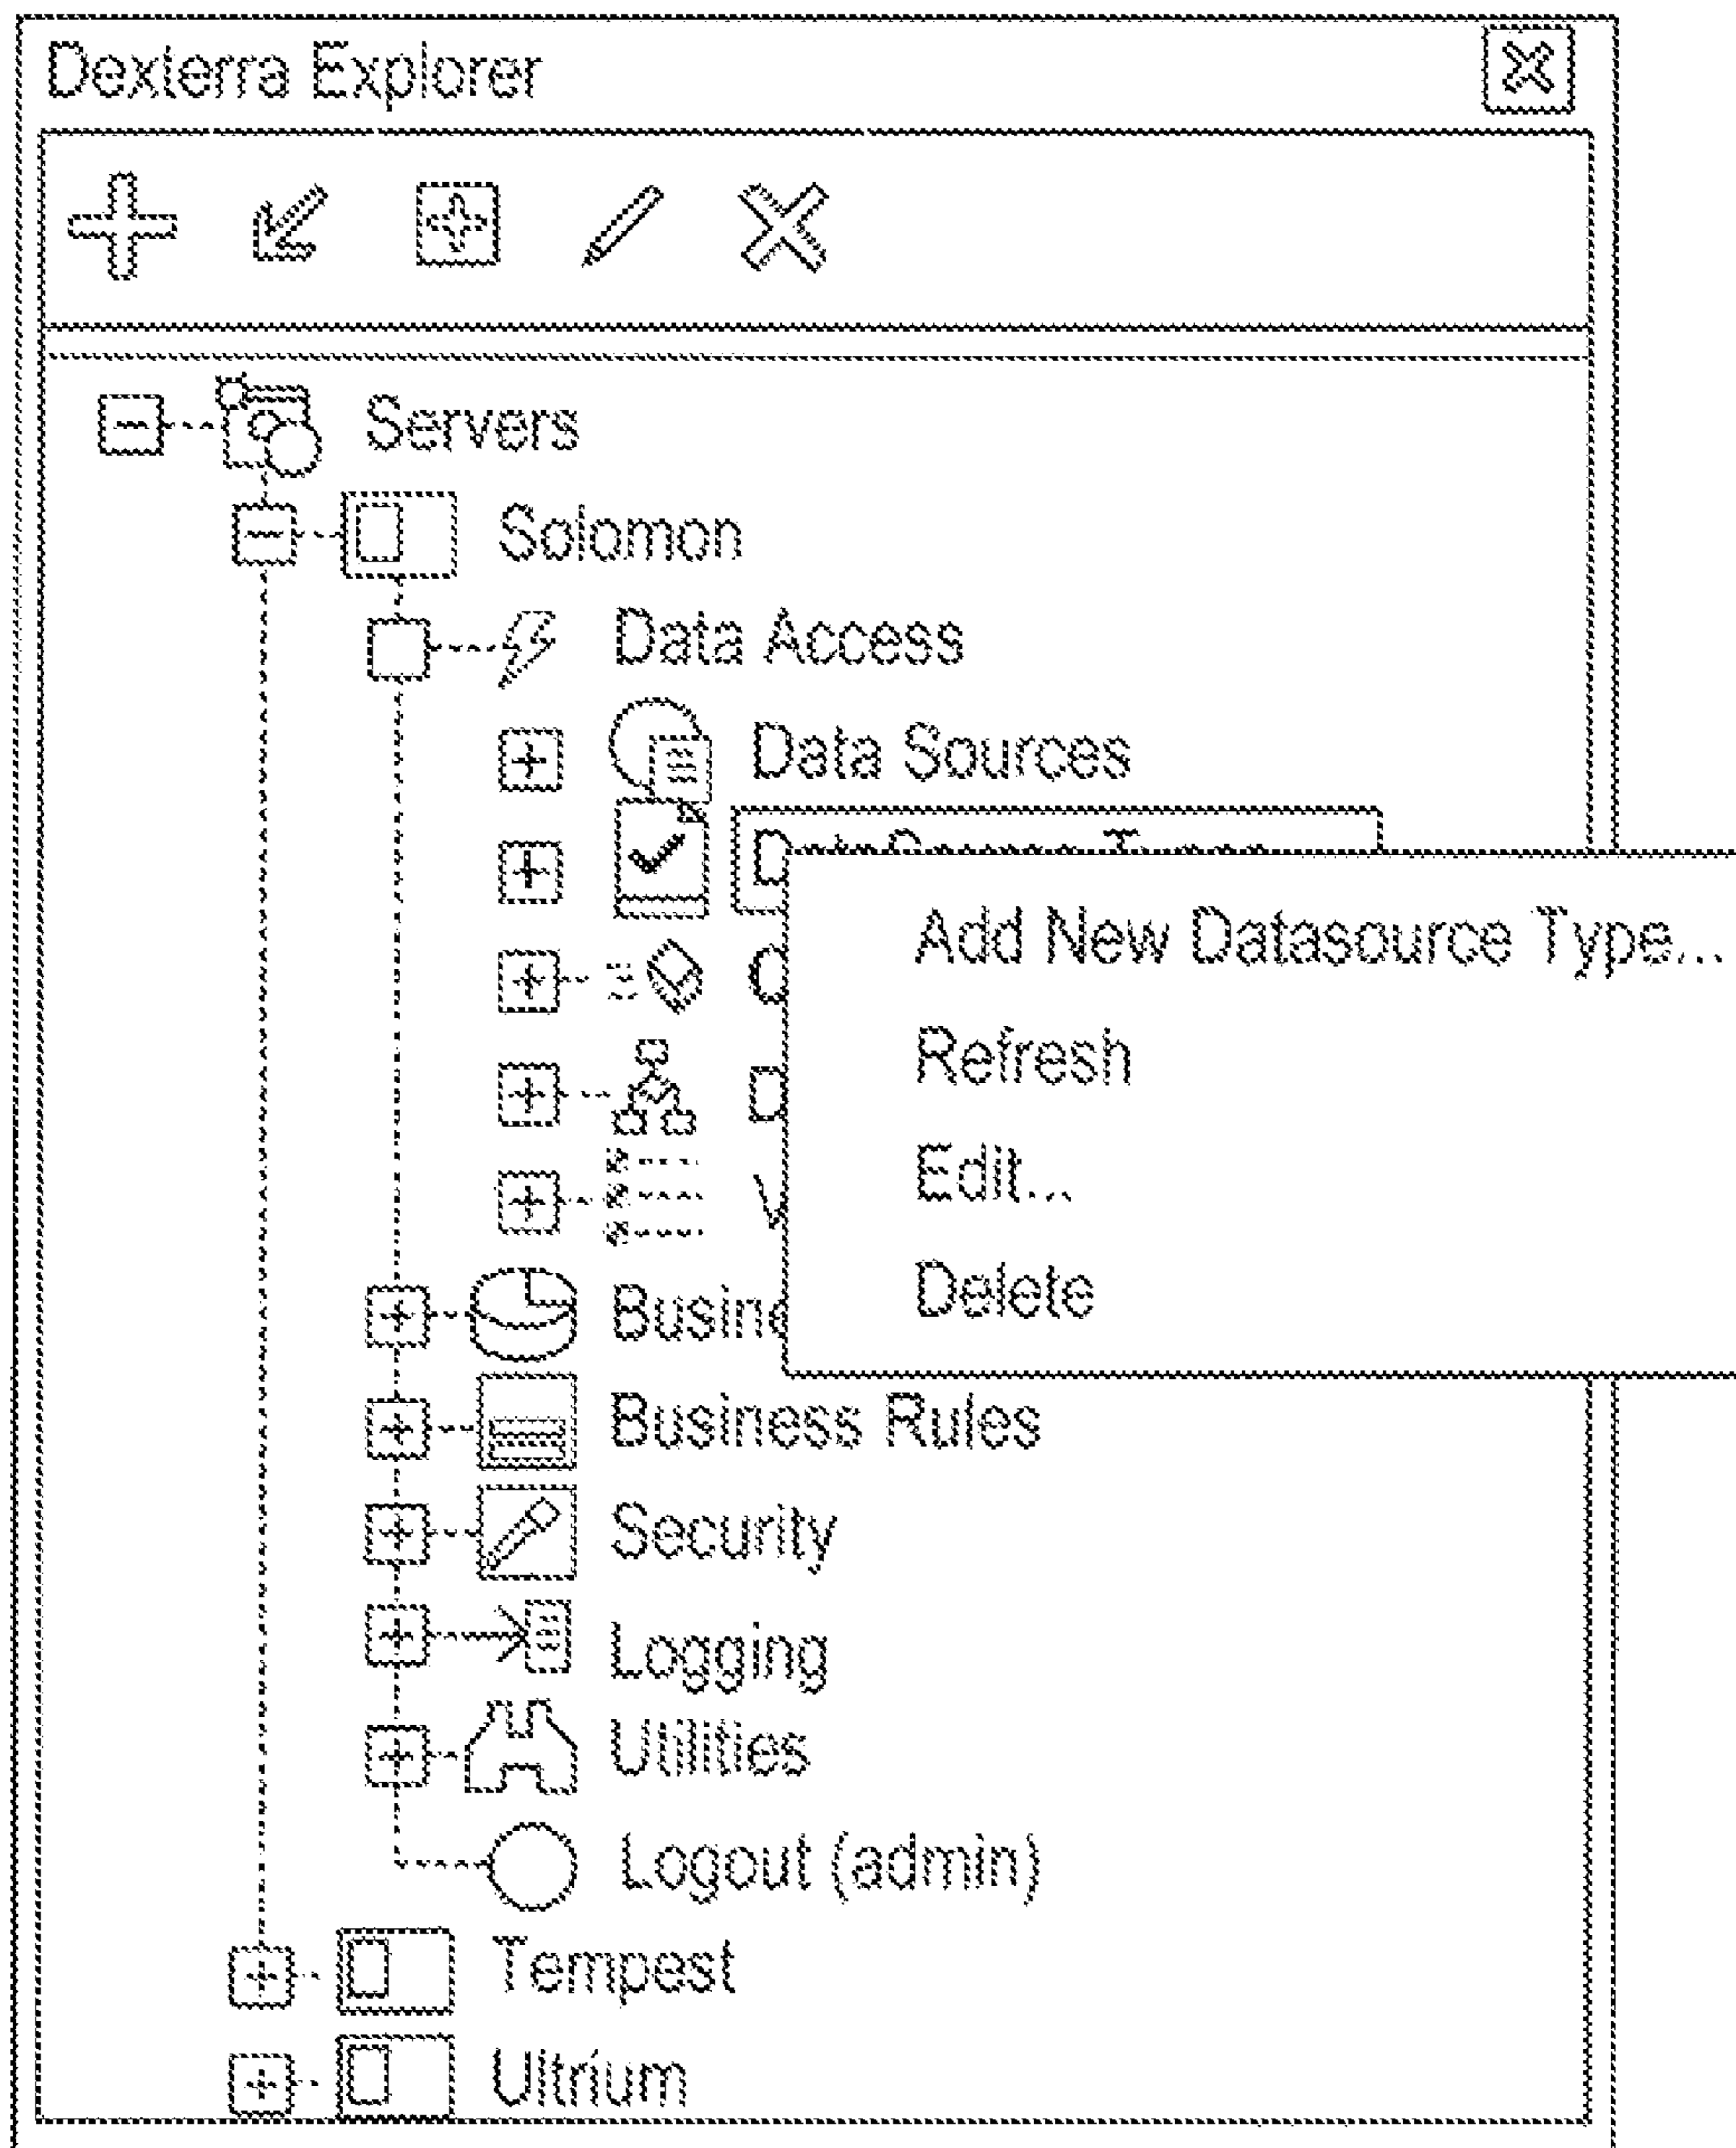 Dexterra Explorer
Servers
Solomon
Data Access
Data Sources
Add New Datasource Type...
Refresh
Edit...
Delete
Busine
Business Rules
Security
Logging
Utilities
Logout (admin)
Tempest
Ultrium